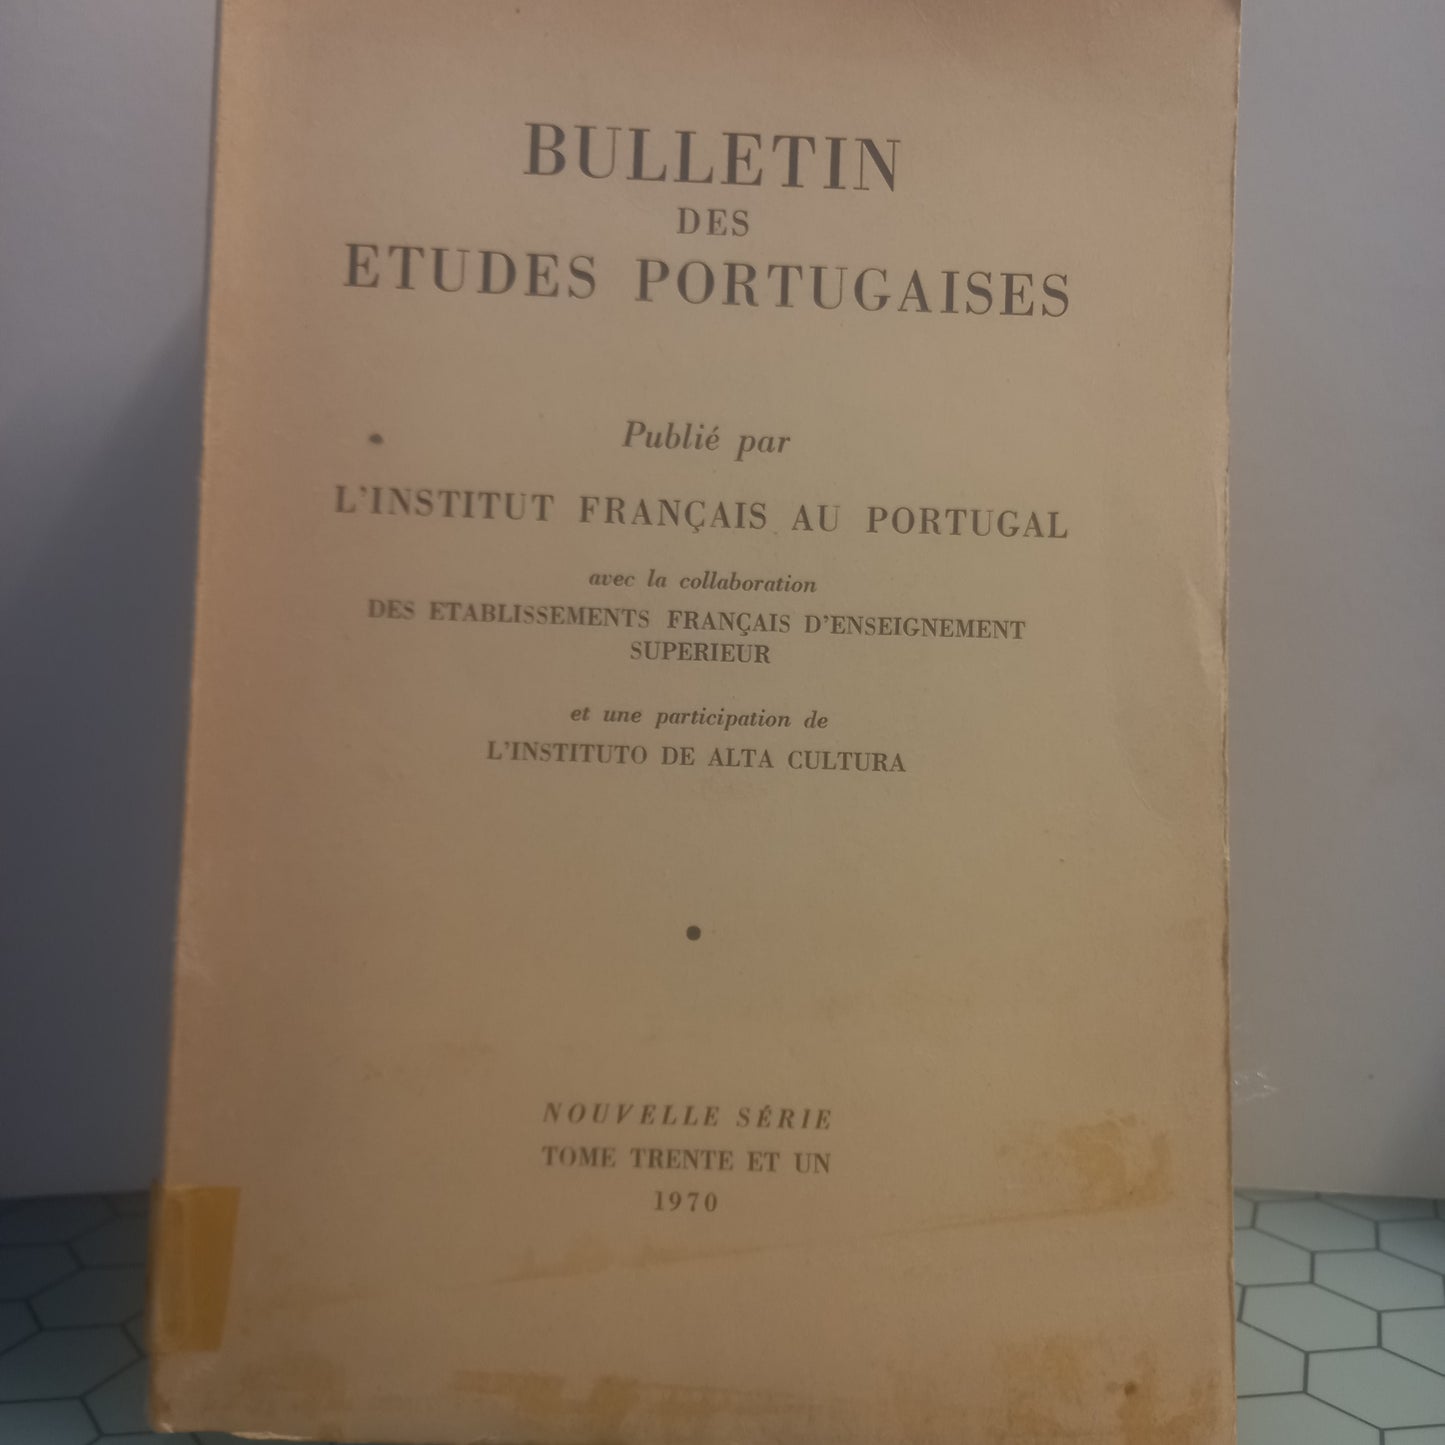 BULLETIN
DES
ETUDES PORTUGAISES
Publié par
L'INSTITUT FRANÇAIS AU PORTUGAL
avec la collaboration
DES ETABLISSEMENTS FRANÇAIS D'ENSEIGNEMENT
SUPERIEUR
et une participation de
L'INSTITUTO DE ALTA CULTURA
NOUVELLE SÉRIE
TOME TRENTE ET UN
1970